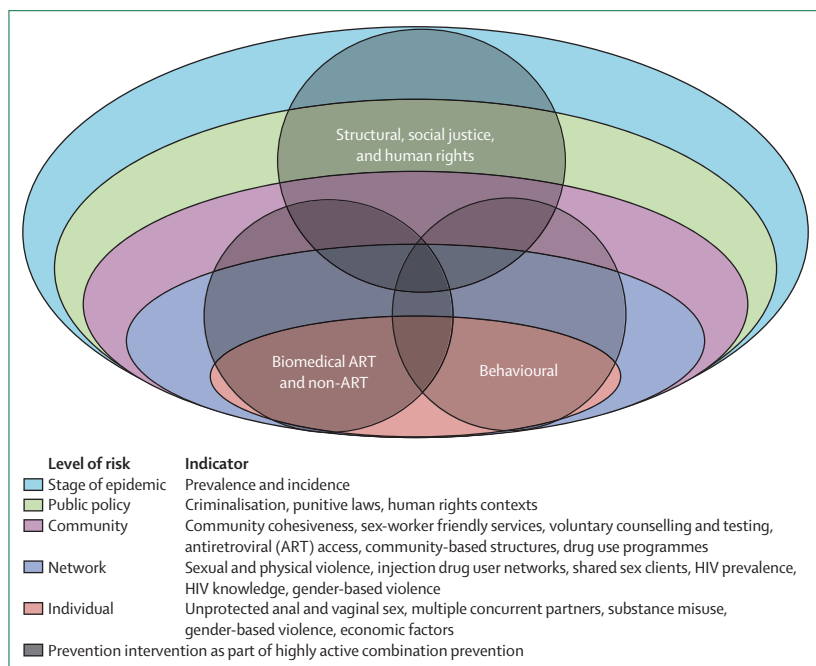 Structural, social justice,
and human rights
Biomedical ART
and non-ART
Behavioural
Level of risk Indicator
Stage of epidemic Prevalence and incidence
Public policy Criminalisation, punitive laws, human rights contexts
Community Community cohesiveness, sex-worker friendly services, voluntary counselling and testing,
antiretroviral (ART) access, community-based structures, drug use programmes
Network Sexual and physical violence, injection drug user networks, shared sex clients, HIV prevalence,
HIV knowledge, gender-based violence
Individual Unprotected anal and vaginal sex, multiple concurrent partners, substance misuse,
gender-based violence, economic factors
Prevention intervention as part of highly active combination prevention